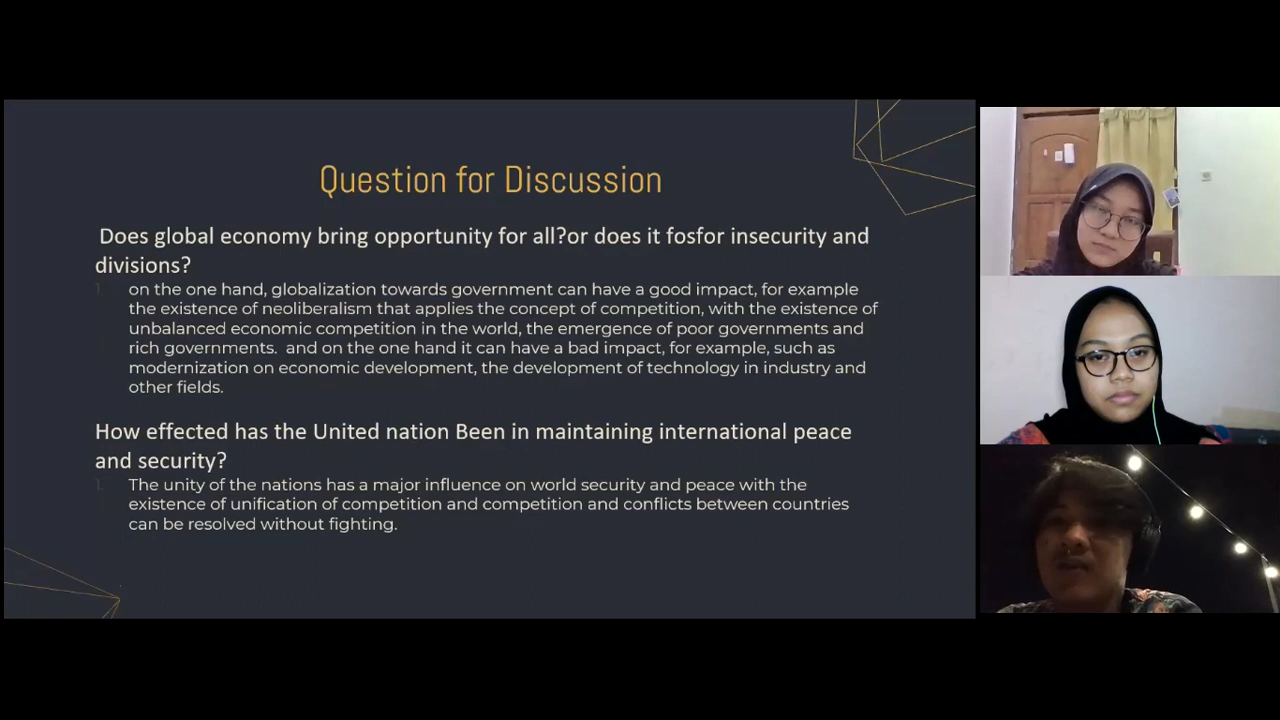 Question for Discussion
Does global economy bring opportunity for all?or does it fosfor insecurity and
divisions?
1. on the one hand, globalization towards government can have a good impact, for example
the existence of neoliberalism that applies the concept of competition, with the existence of
unbalanced economic competition in the world, the emergence of poor governments and
rich governments. and on the one hand it can have a bad impact, for example, such as
modernization on economic development, the development of technology in industry and
other fields.
How effected has the United nation Been in maintaining international peace
and security?
1. The unity of the nations has a major influence on world security and peace with the
existence of unification of competition and competition and conflicts between countries
can be resolved without fighting.